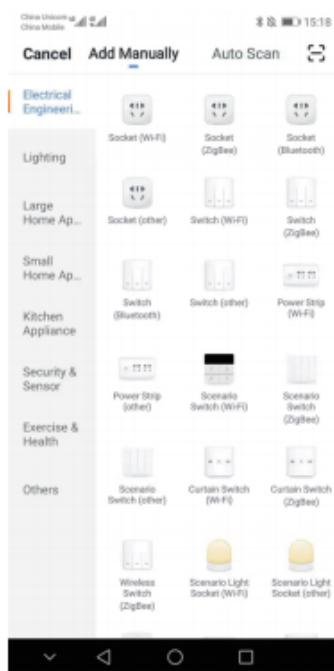 China Unicom
China Mobile
15:18
Cancel
Add Manually
Auto Scan
Electrical
Engineeri...
Lighting
Large
Home Ap...
Small
Home Ap...
Kitchen
Appliance
Security &
Sensor
Exercise &
Health
Others
Socket (Wi-Fi)
Socket
(ZigBee)
Socket
(Bluetooth)
Socket (other)
Switch (Wi-Fi)
Switch
(ZigBee)
Switch
(Bluetooth)
Switch (other)
Power Strip
(Wi-Fi)
Power Strip
(other)
Scenario
Switch (Wi-Fi)
Scenario
Switch
(ZigBee)
Scenario
Switch (other)
Curtain Switch
(Wi-Fi)
Curtain Switch
(ZigBee)
Wireless
Switch
(ZigBee)
Scenario Light
Socket (Wi-Fi)
Scenario Light
Socket (other)